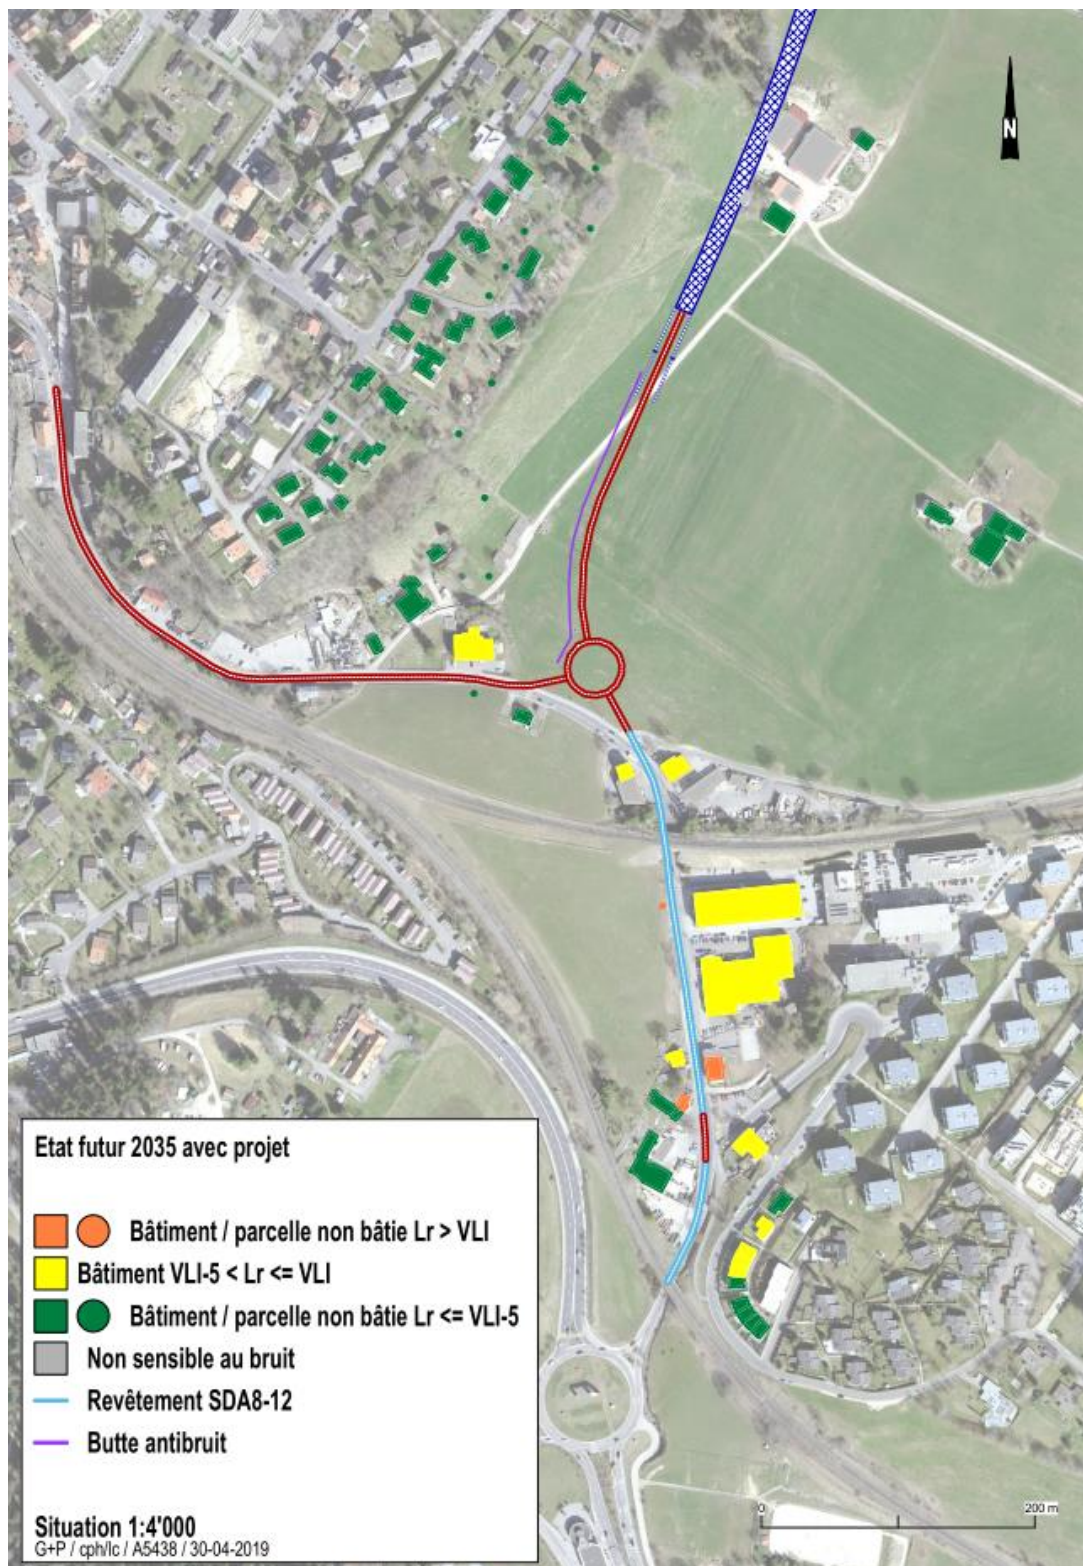 N
Etat futur 2035 avec projet
Bâtiment / parcelle non bâtie Lr > VLI
Bâtiment VLI-5 < Lr <= VLI
Bâtiment / parcelle non bâtie Lr <= VLI-5
Non sensible au bruit
Revêtement SDA8-12
Butte antibruit
Situation 1:4'000
G+P / cph/lc / A5438 / 30-04-2019
0 200 m